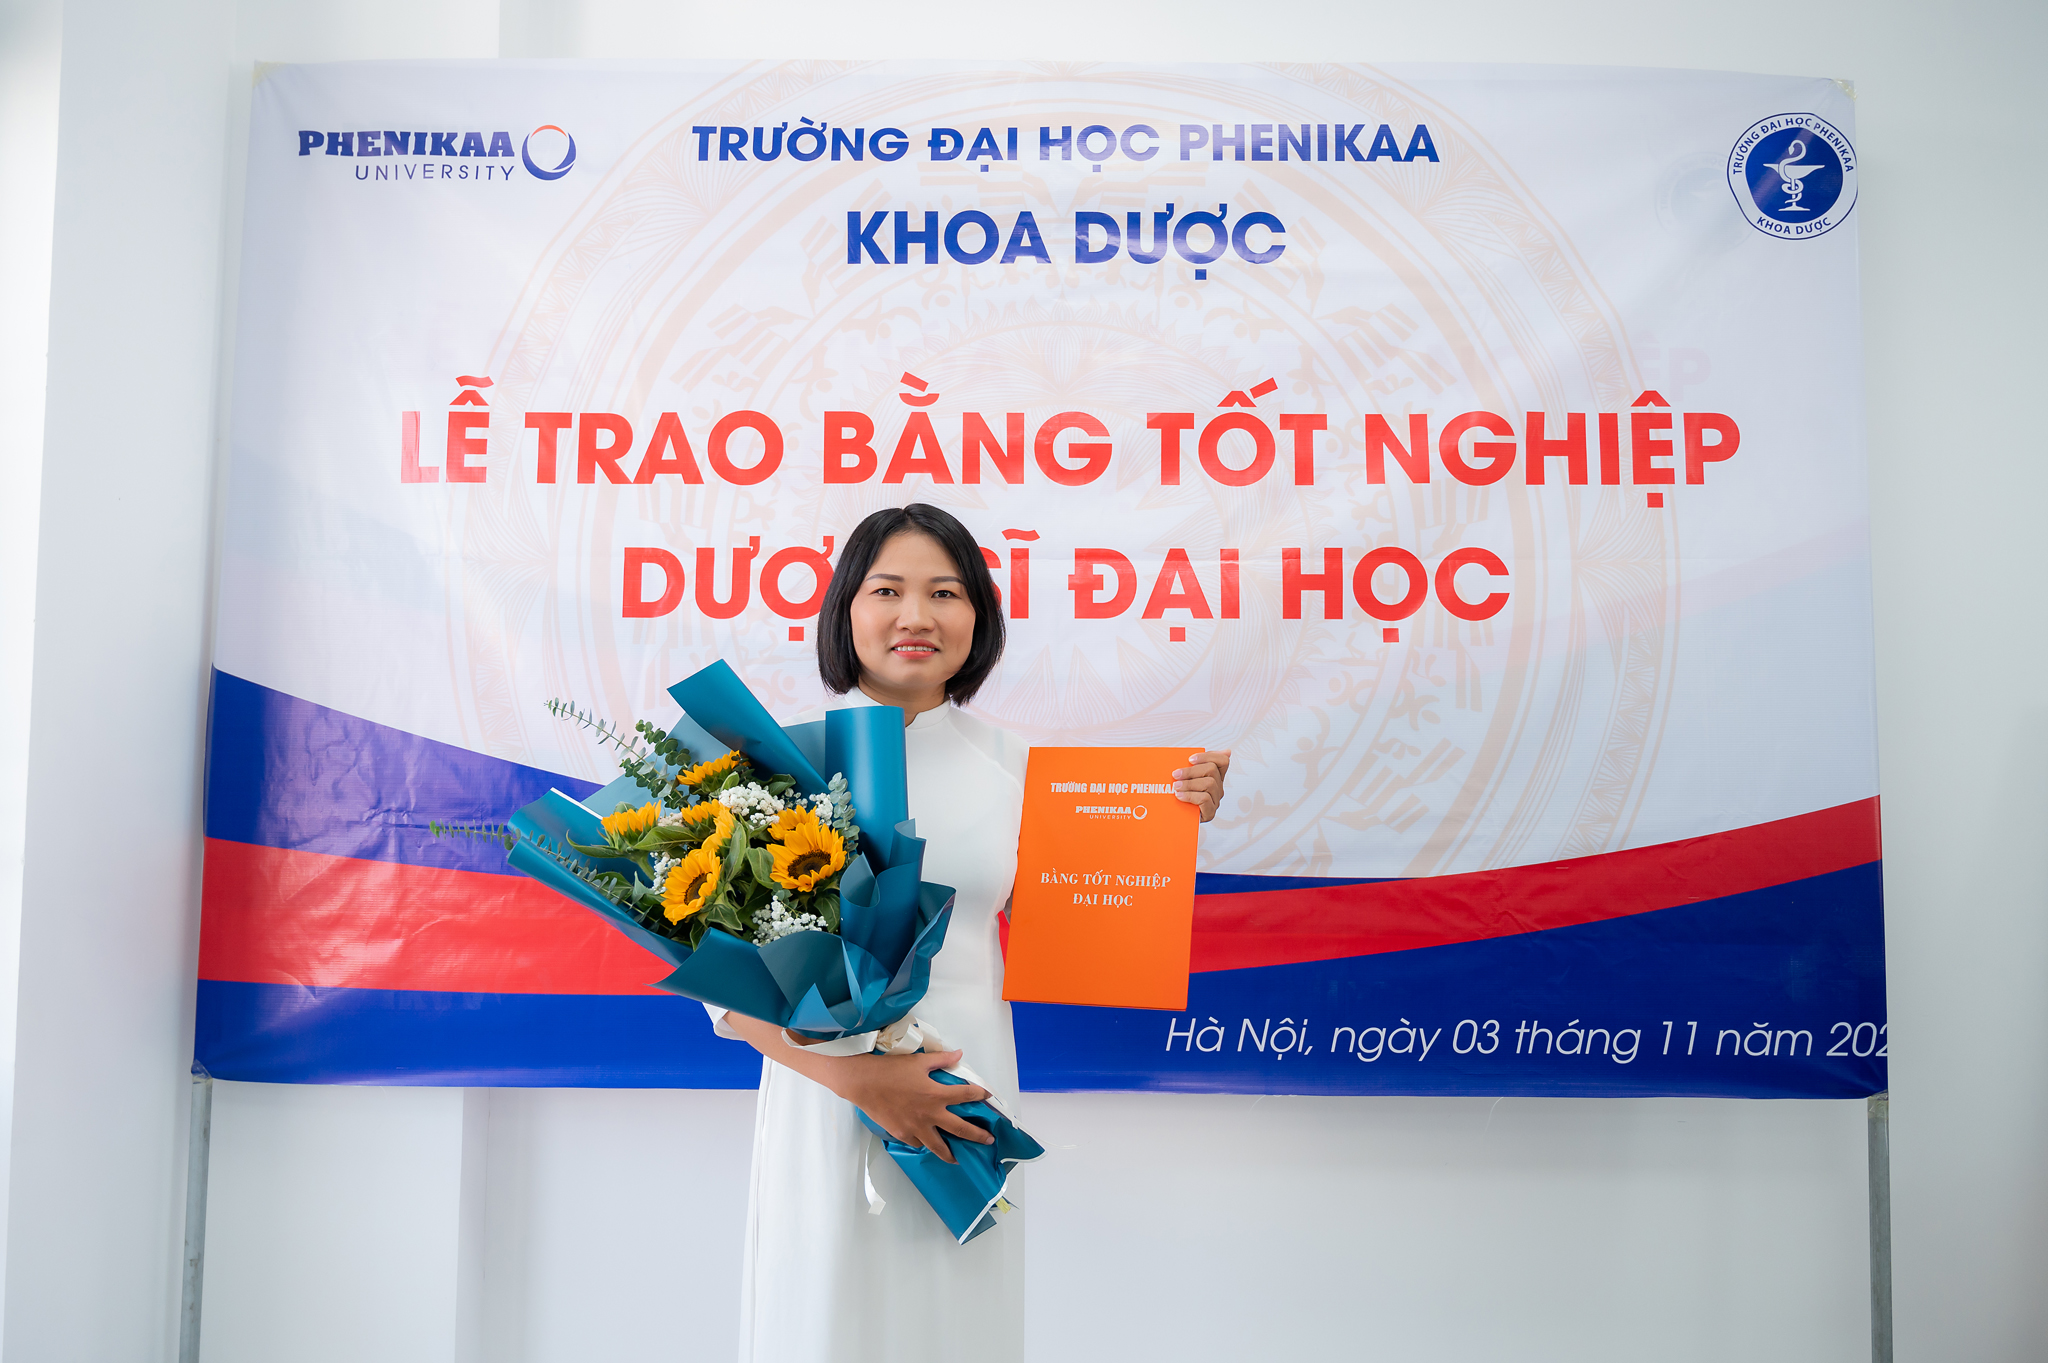 PHENIKAA
UNIVERSITY
TRƯỜNG ĐẠI HỌC PHENIKAA
KHOA DƯỢC
TRƯỜNG ĐẠI HỌC PHENIKAA
KHOA DƯỢC
LỄ TRAO BẰNG TỐT NGHIỆP
SĨ ĐẠI HỌC
TRƯỜNG ĐẠI HỌC PHENIKAA
PHENIKAA
UNIVERSITY
BẰNG TỐT NGHIỆP
ĐẠI HỌC
Hà Nội, ngày 03 tháng 11 năm